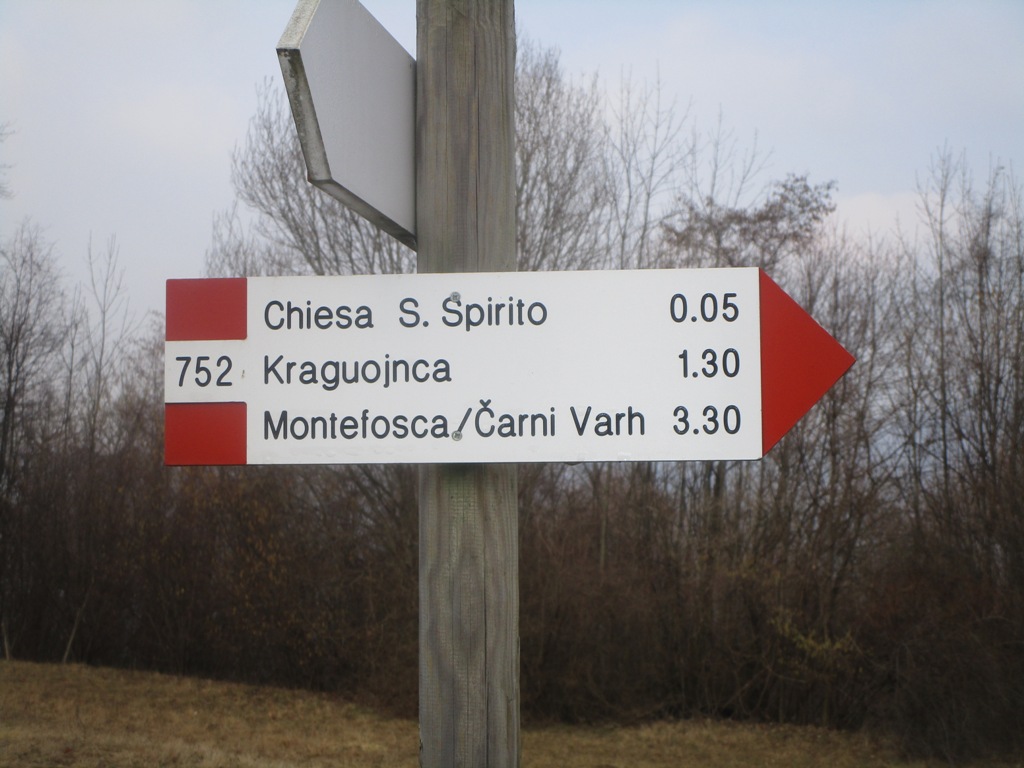 Chiesa S. Spirito 0.05
752 Kraguojnca 1.30
Montefosca/Čarni Varh 3.30